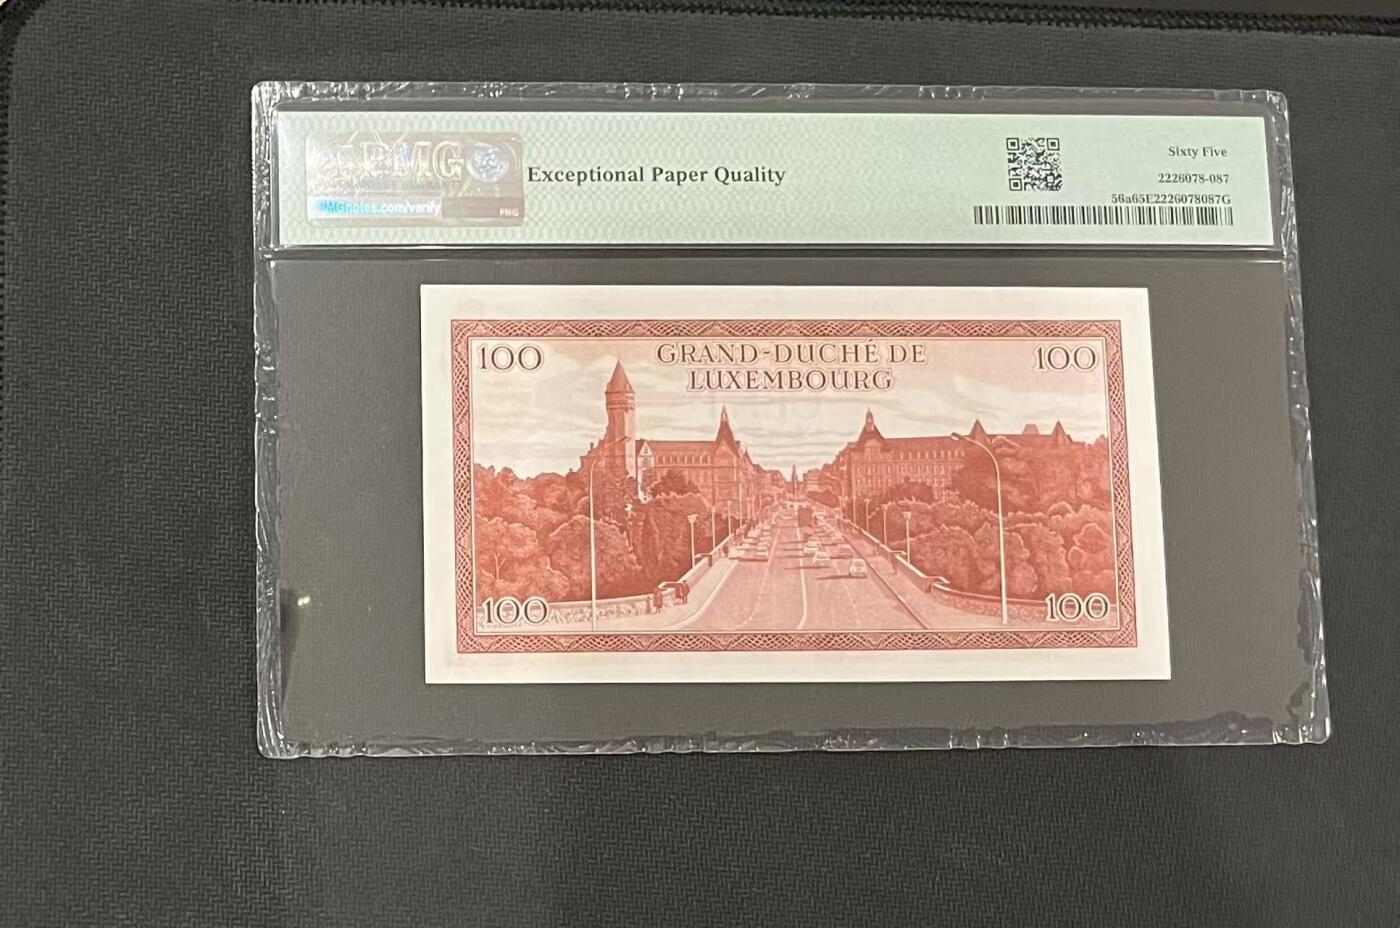 PMG
PMGnotes.com/verify
PMG
Exceptional Paper Quality
Sixty Five
2226078-087
56a65E2226078087G
100
GRAND-DUCHÉ DE
LUXEMBOURG
100
100
100